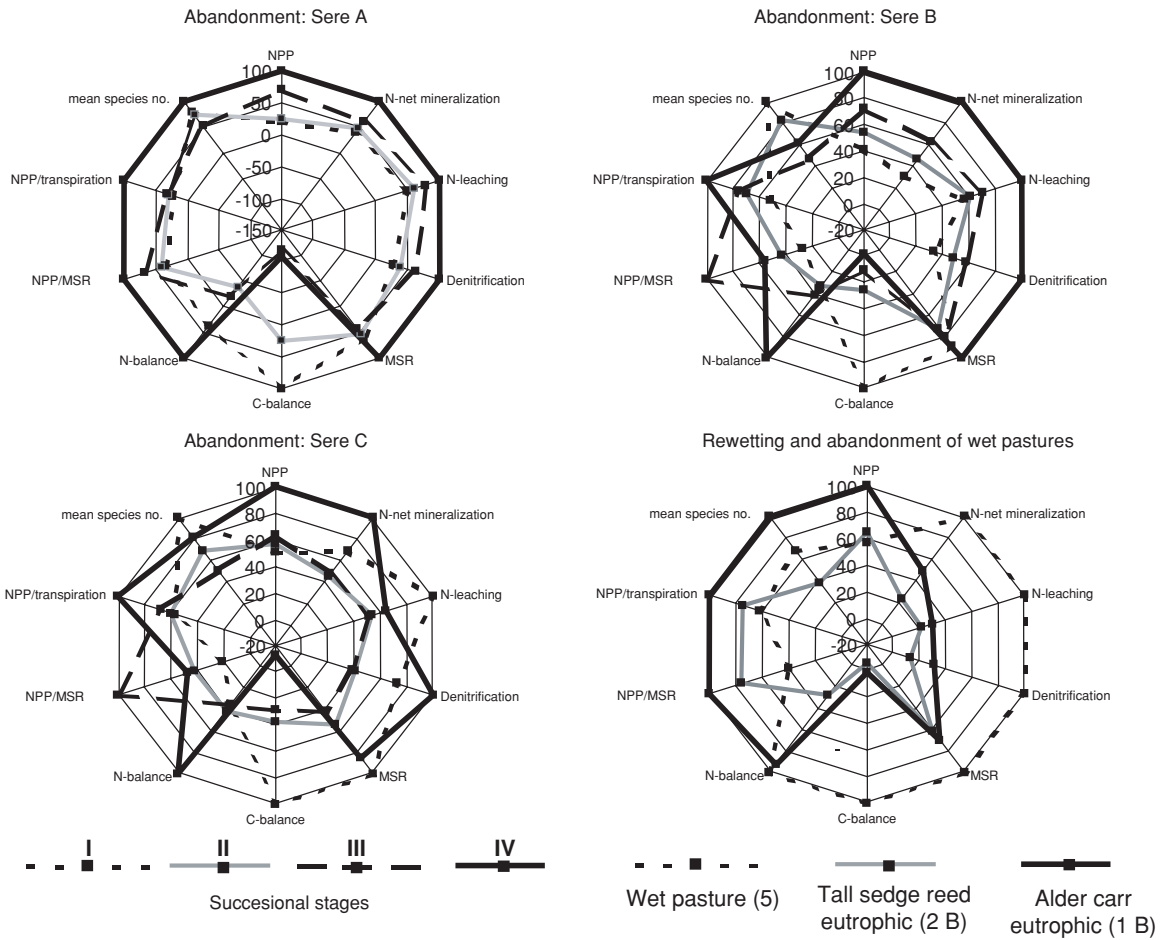 Abandonment: Sere A
NPP
100
50
0
-50
-100
-150
N-net mineralization
N-leaching
Denitrification
MSR
C-balance
N-balance
NPP/MSR
NPP/transpiration
mean species no.
Abandonment: Sere B
NPP
100
80
60
40
20
0
-20
N-net mineralization
N-leaching
Denitrification
MSR
C-balance
N-balance
NPP/MSR
NPP/transpiration
mean species no.
Abandonment: Sere C
NPP
100
80
60
40
20
0
-20
N-net mineralization
N-leaching
Denitrification
MSR
C-balance
N-balance
NPP/MSR
NPP/transpiration
mean species no.
Rewetting and abandonment of wet pastures
NPP
100
80
60
40
20
0
-20
N-net mineralization
N-leaching
Denitrification
MSR
C-balance
N-balance
NPP/MSR
NPP/transpiration
mean species no.
I II III IV
Succesional stages
Wet pasture (5)
Tall sedge reed
eutrophic (2 B)
Alder carr
eutrophic (1 B)